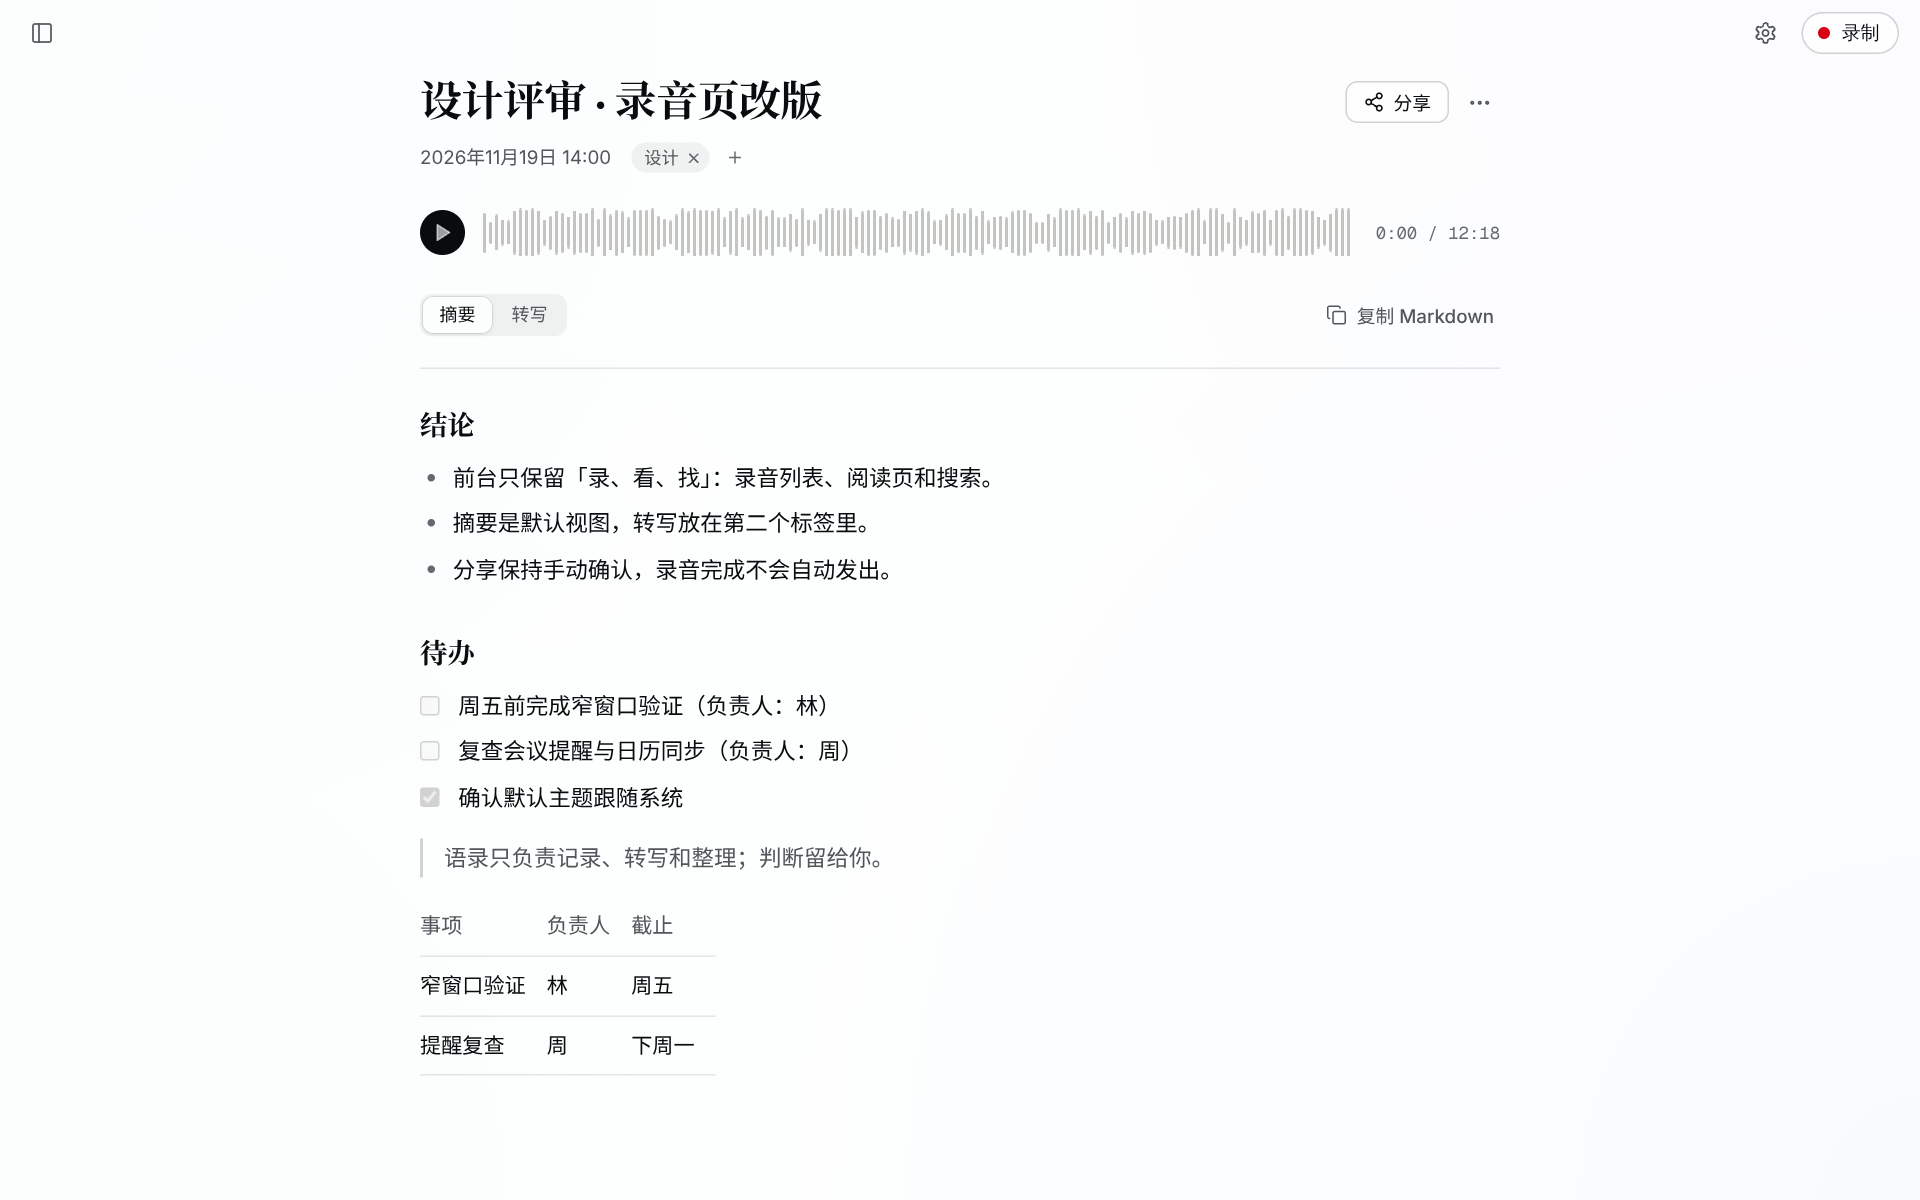 录制
设计评审 · 录音页改版
分享
2026年11月19日 14:00 设计
0:00 / 12:18
摘要 转写
复制 Markdown
结论
前台只保留「录、看、找」：录音列表、阅读页和搜索。
摘要是默认视图，转写放在第二个标签里。
分享保持手动确认，录音完成不会自动发出。
待办
周五前完成窄窗口验证（负责人：林）
复查会议提醒与日历同步（负责人：周）
确认默认主题跟随系统
语录只负责记录、转写和整理；判断留给你。
事项 负责人 截止
窄窗口验证 林 周五
提醒复查 周 下周一